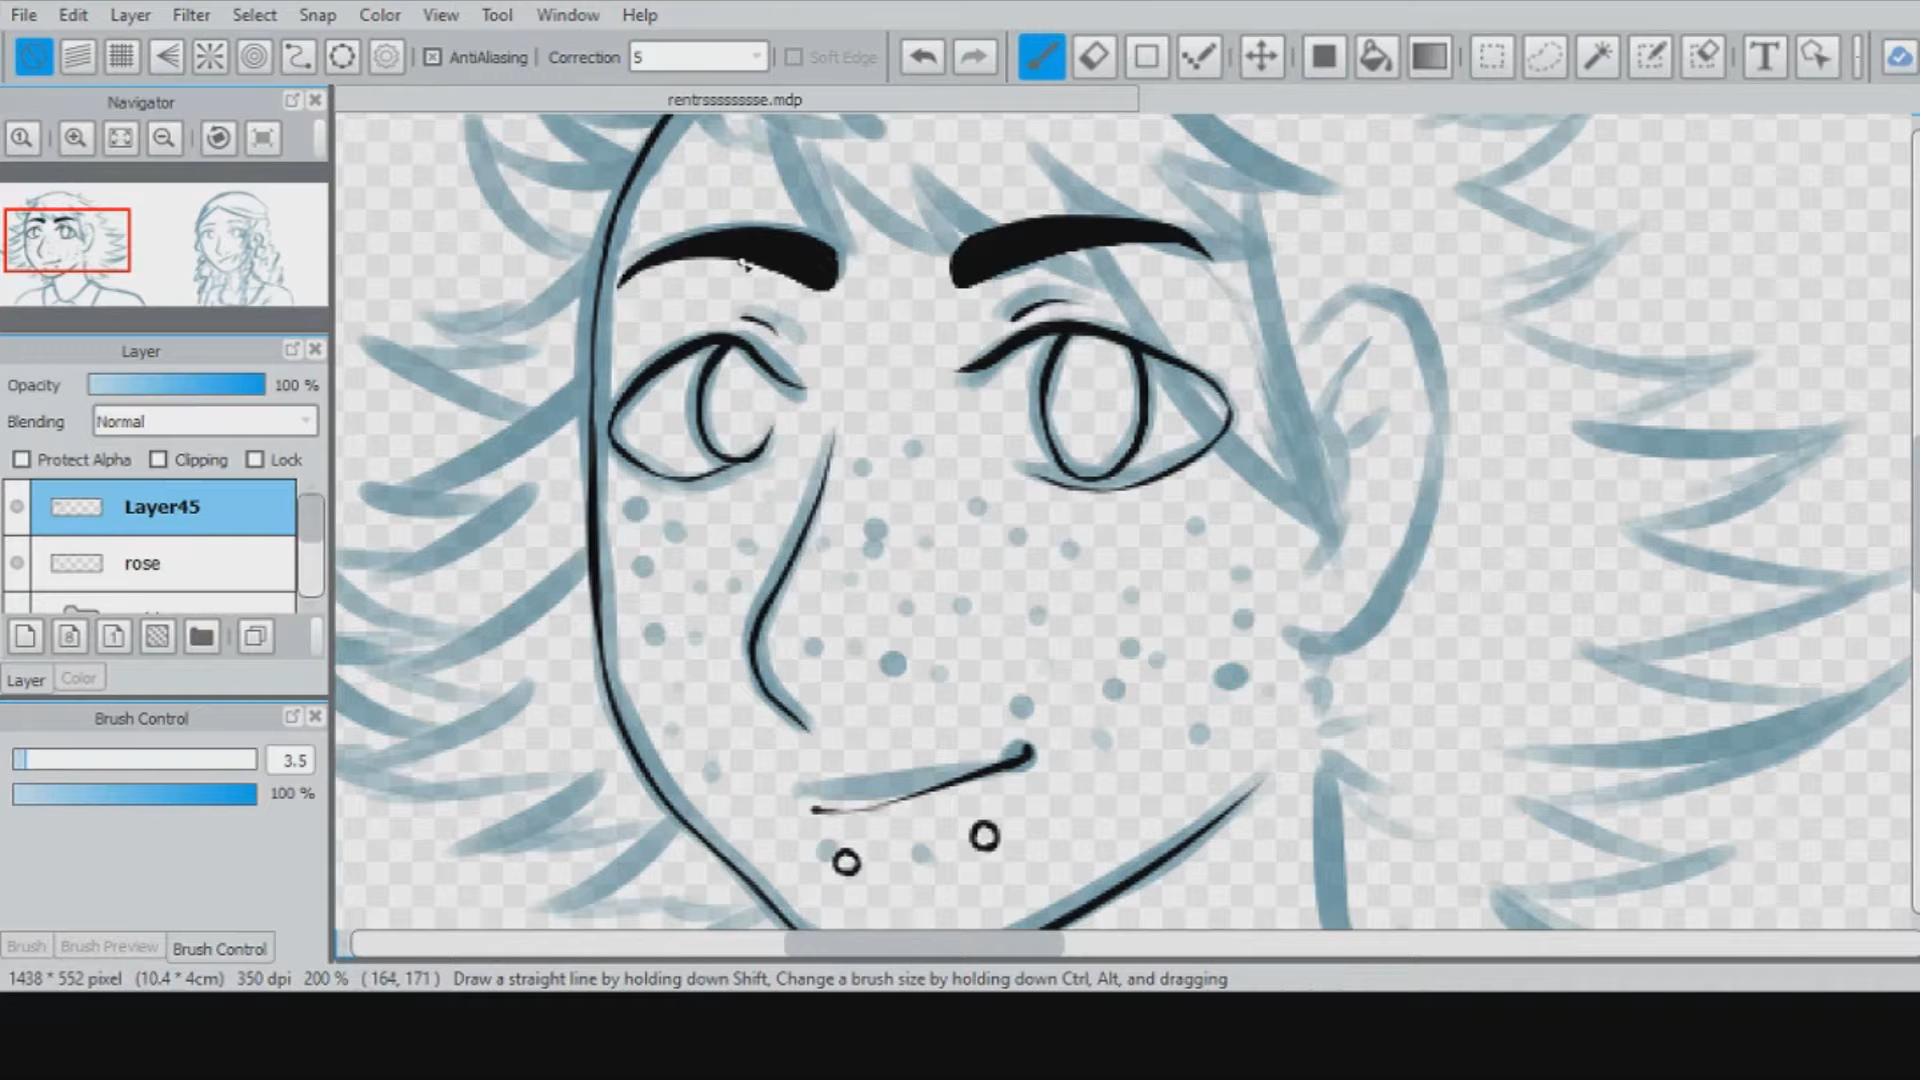 File Edit Layer Filter Select Snap Color View Tool Window Help
AntiAliasing Correction 5 Soft Edge
Navigator
rentrsssssssse.mdp
Layer
Opacity 100 %
Blending Normal
Protect Alpha Clipping Lock
Layer45
rose
8 1
Layer Color
Brush Control
3.5
100 %
Brush Brush Preview Brush Control
1438 * 552 pixel (10.4 * 4cm) 350 dpi 200 % ( 164, 171 ) Draw a straight line by holding down Shift, Change a brush size by holding down Ctrl, Alt, and dragging